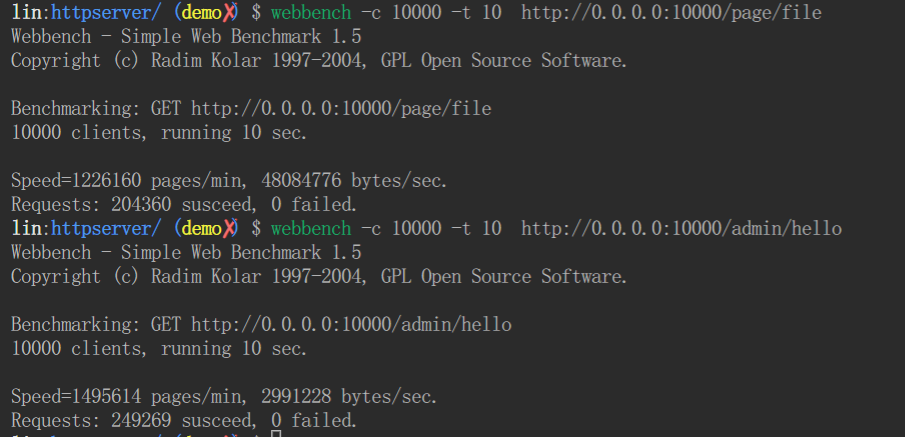 lin:httpserver/ (demo✗) $ webbench -c 10000 -t 10  http://0.0.0.0:10000/page/file
Webbench - Simple Web Benchmark 1.5
Copyright (c) Radim Kolar 1997-2004, GPL Open Source Software.
Benchmarking: GET http://0.0.0.0:10000/page/file
10000 clients, running 10 sec.
Speed=1226160 pages/min, 48084776 bytes/sec.
Requests: 204360 susceed, 0 failed.
lin:httpserver/ (demo✗) $ webbench -c 10000 -t 10  http://0.0.0.0:10000/admin/hello
Webbench - Simple Web Benchmark 1.5
Copyright (c) Radim Kolar 1997-2004, GPL Open Source Software.
Benchmarking: GET http://0.0.0.0:10000/admin/hello
10000 clients, running 10 sec.
Speed=1495614 pages/min, 2991228 bytes/sec.
Requests: 249269 susceed, 0 failed.